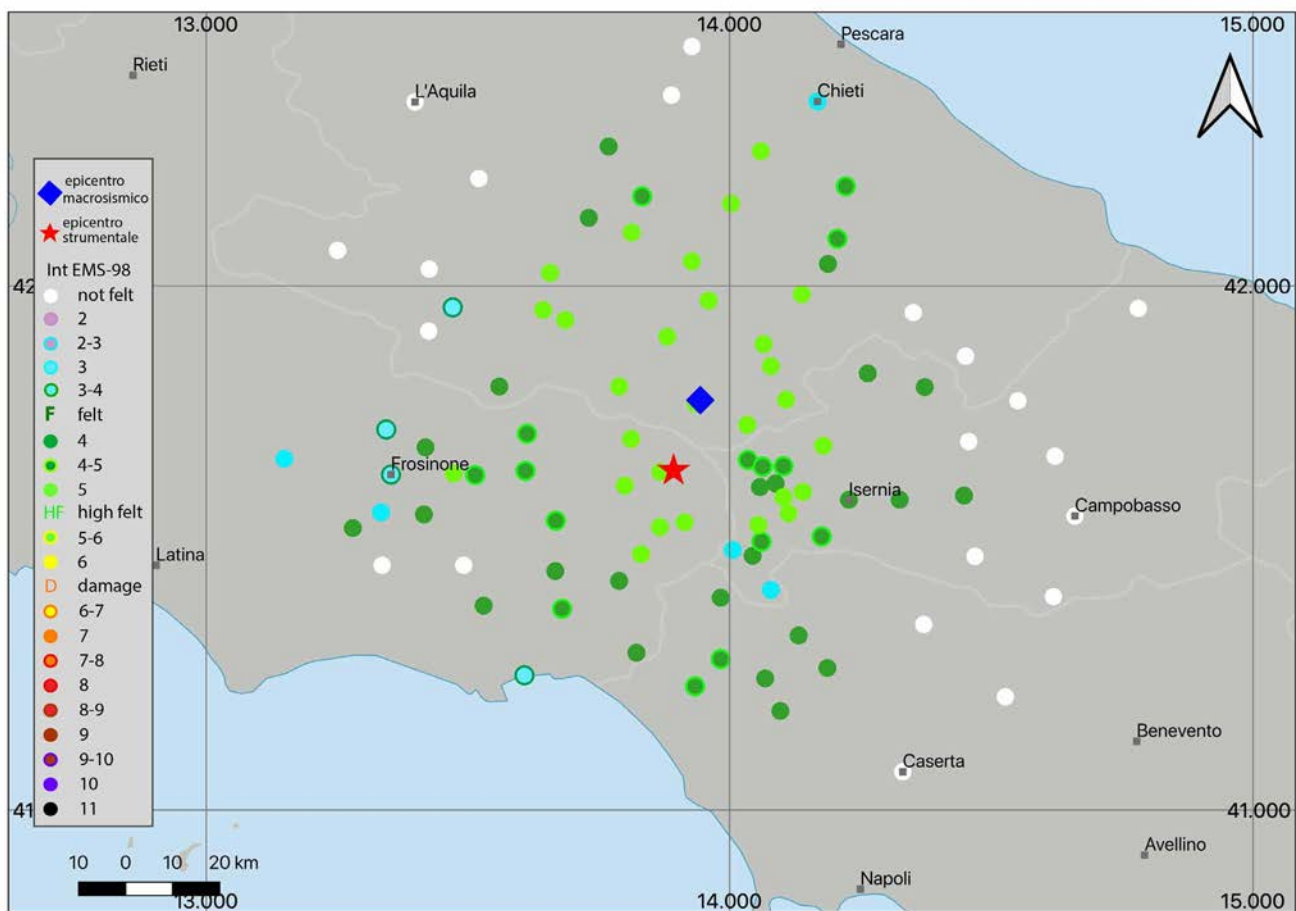 13.000
14.000
15.000
Pescara
Rieti
L'Aquila
Chieti
epicentro
macrosismico
epicentro
strumentale
Int EMS-98
not felt
2
2-3
3
3-4
F felt
4
4-5
5
HF high felt
5-6
6
D damage
6-7
7
7-8
8
8-9
9
9-10
10
11
42.000
42.000
Frosinone
Isernia
Campobasso
Latina
Benevento
Caserta
41.000
41.000
Avellino
10 0 10 20 km
Napoli
13.000
14.000
15.000